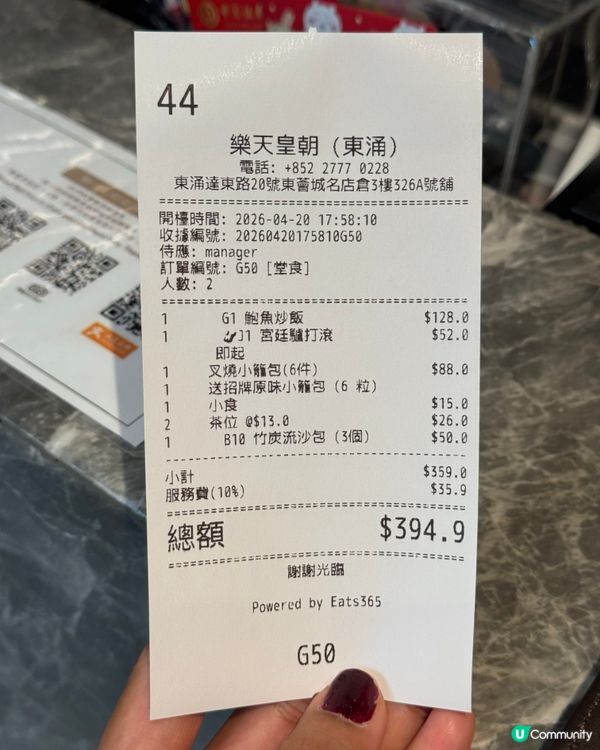 44
樂天皇朝 (東涌)
電話: +852 2777 0228
東涌達東路20號東薈城名店倉3樓326A號舖
開檯時間: 2026-04-20 17:58:10
收據編號: 20260420175810G50
侍應: manager
訂單編號: G50 [堂食]
人數: 2
1 G1 鮑魚炒飯 $128.0
1 J1 宮廷驢打滾 $52.0
即起
1 叉燒小籠包(6件) $88.0
1 送招牌原味小籠包 (6 粒)
1 小食 $15.0
2 茶位 @$13.0 $26.0
1 B10 竹炭流沙包 (3個) $50.0
小計 $359.0
服務費(10%) $35.9
總額 $394.9
謝謝光臨
Powered by Eats365
G50
U Community